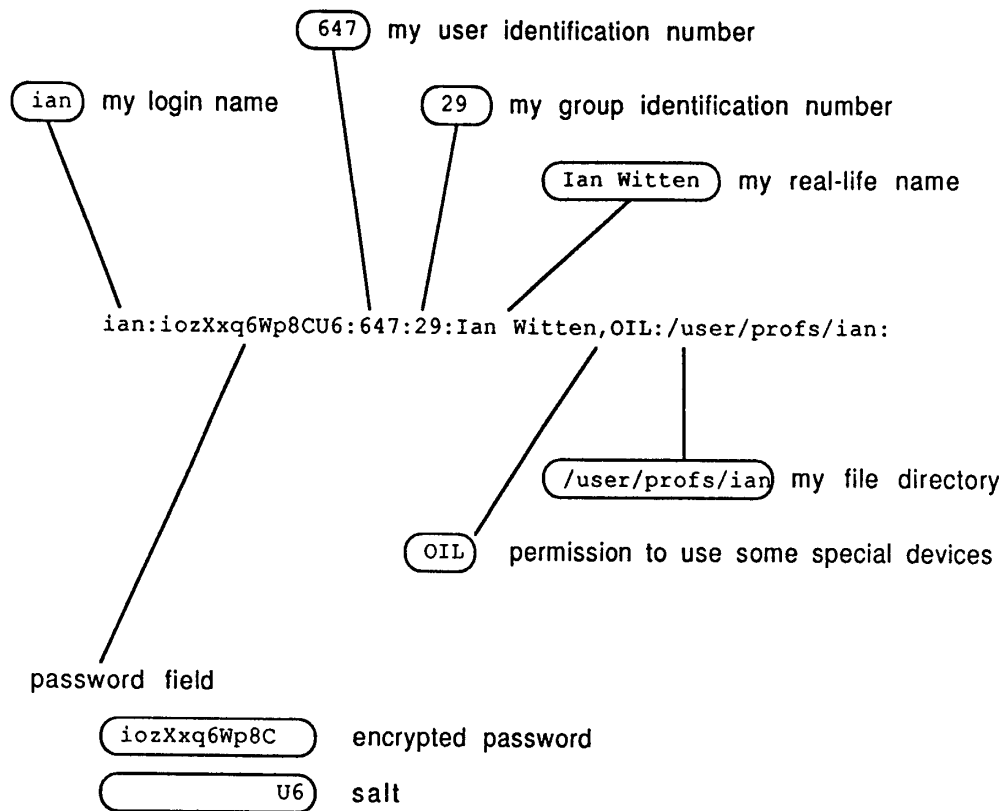 647 my user identification number
ian my login name
29 my group identification number
Ian Witten my real-life name
ian:iozXxq6Wp8CU6:647:29:Ian Witten,OIL:/user/profs/ian:
/user/profs/ian my file directory
OIL permission to use some special devices
password field
iozXxq6Wp8C encrypted password
U6 salt